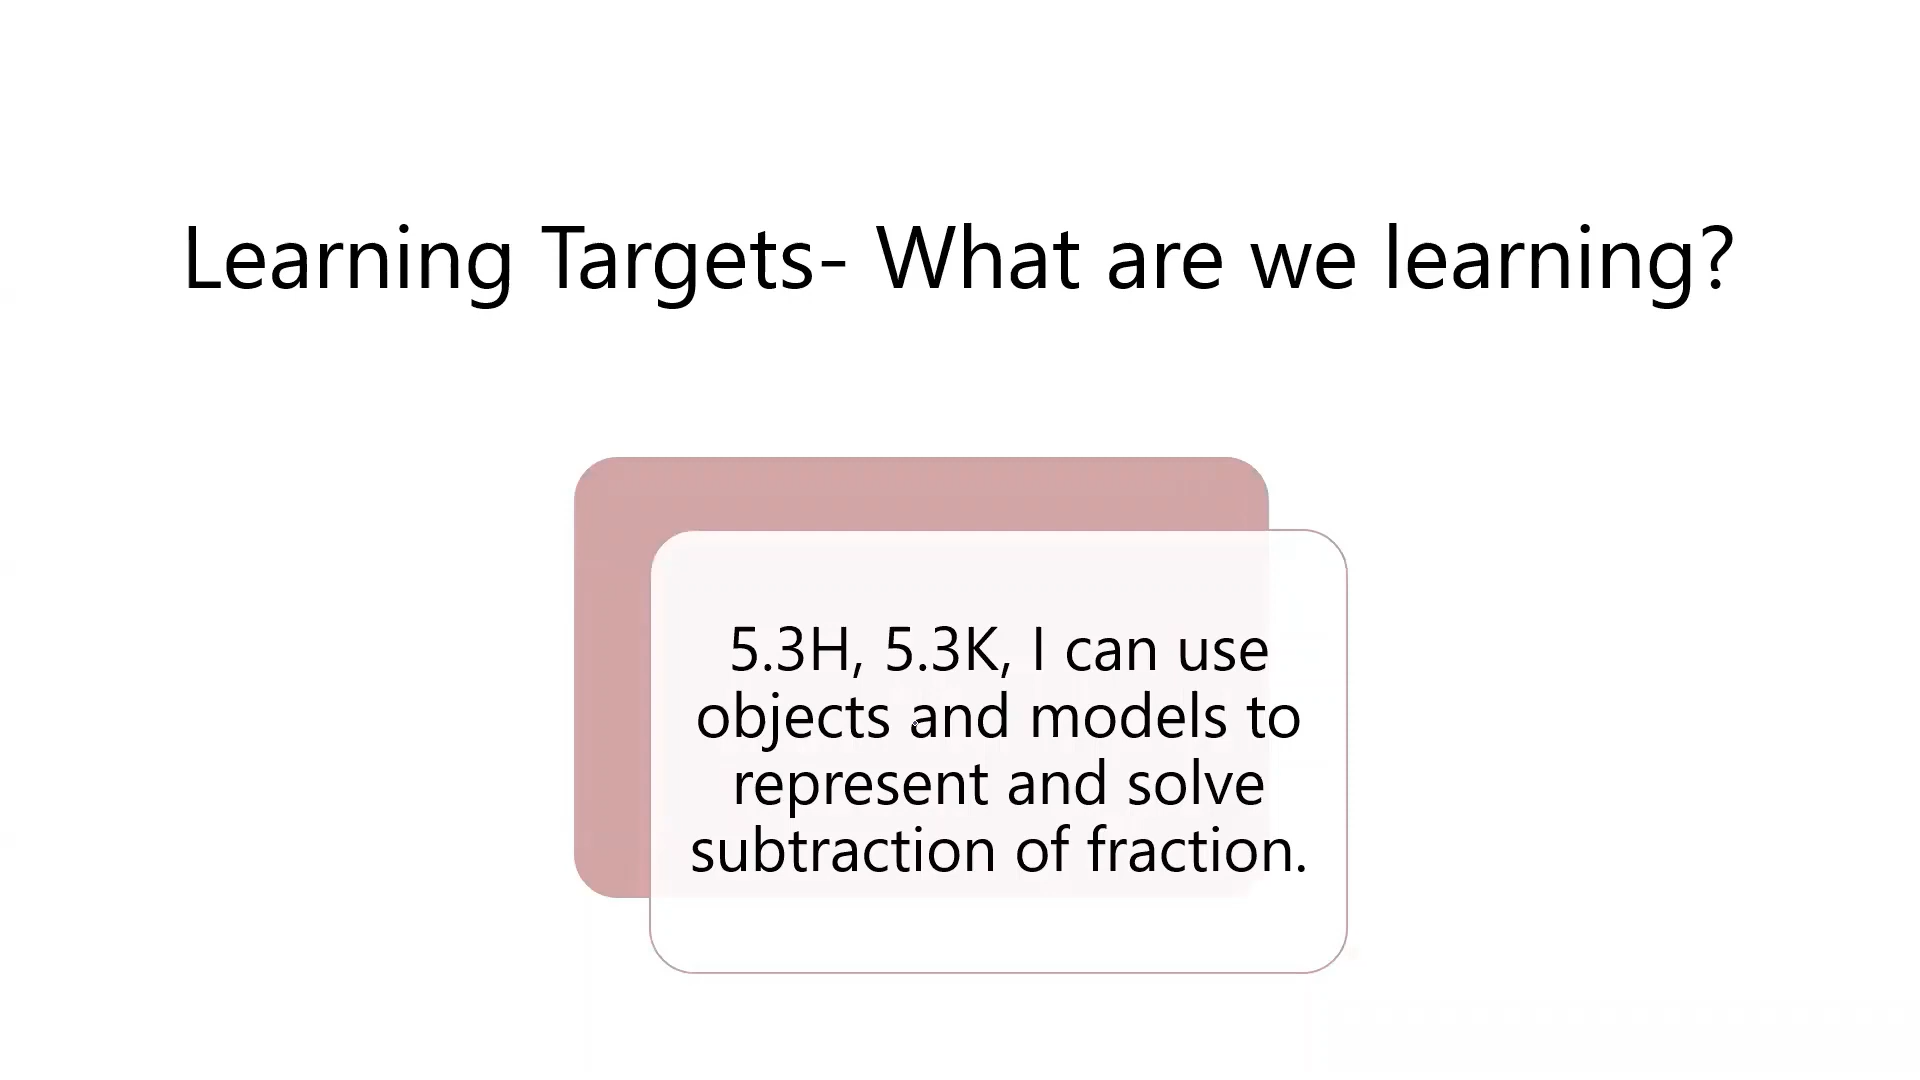 Learning Targets- What are we learning?
5.3H, 5.3K, I can use
objects and models to
represent and solve
subtraction of fraction.